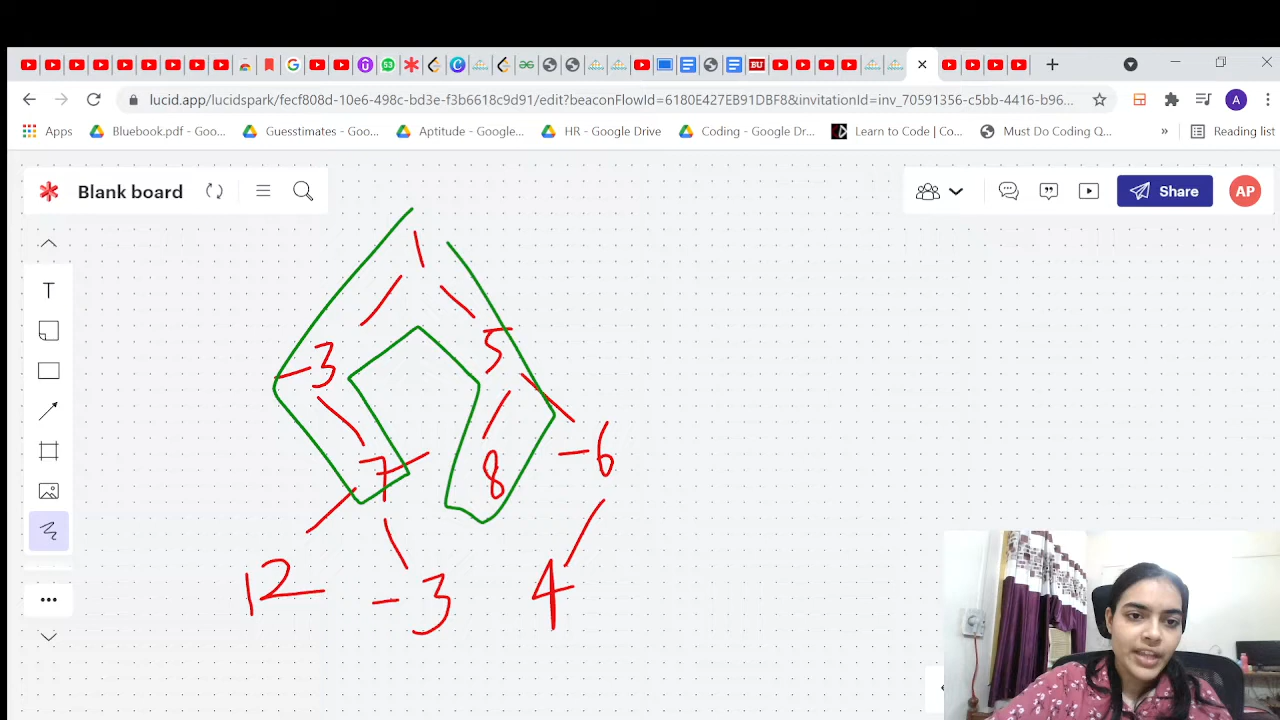 53
BU
lucid.app/lucidspark/fecf808d-10e6-498c-bd3e-f3b6618c9d91/edit?beaconFlowId=6180E427EB91DBF8&invitationId=inv_70591356-c5bb-4416-b96...
A
Apps Bluebook.pdf - Goo... Guesstimates - Goo... Aptitude - Google... HR - Google Drive Coding - Google Dr... Learn to Code | Co... Must Do Coding Q... » Reading list
Blank board Share AP
T
1
-3 5
7 8 -6
12 -3 4